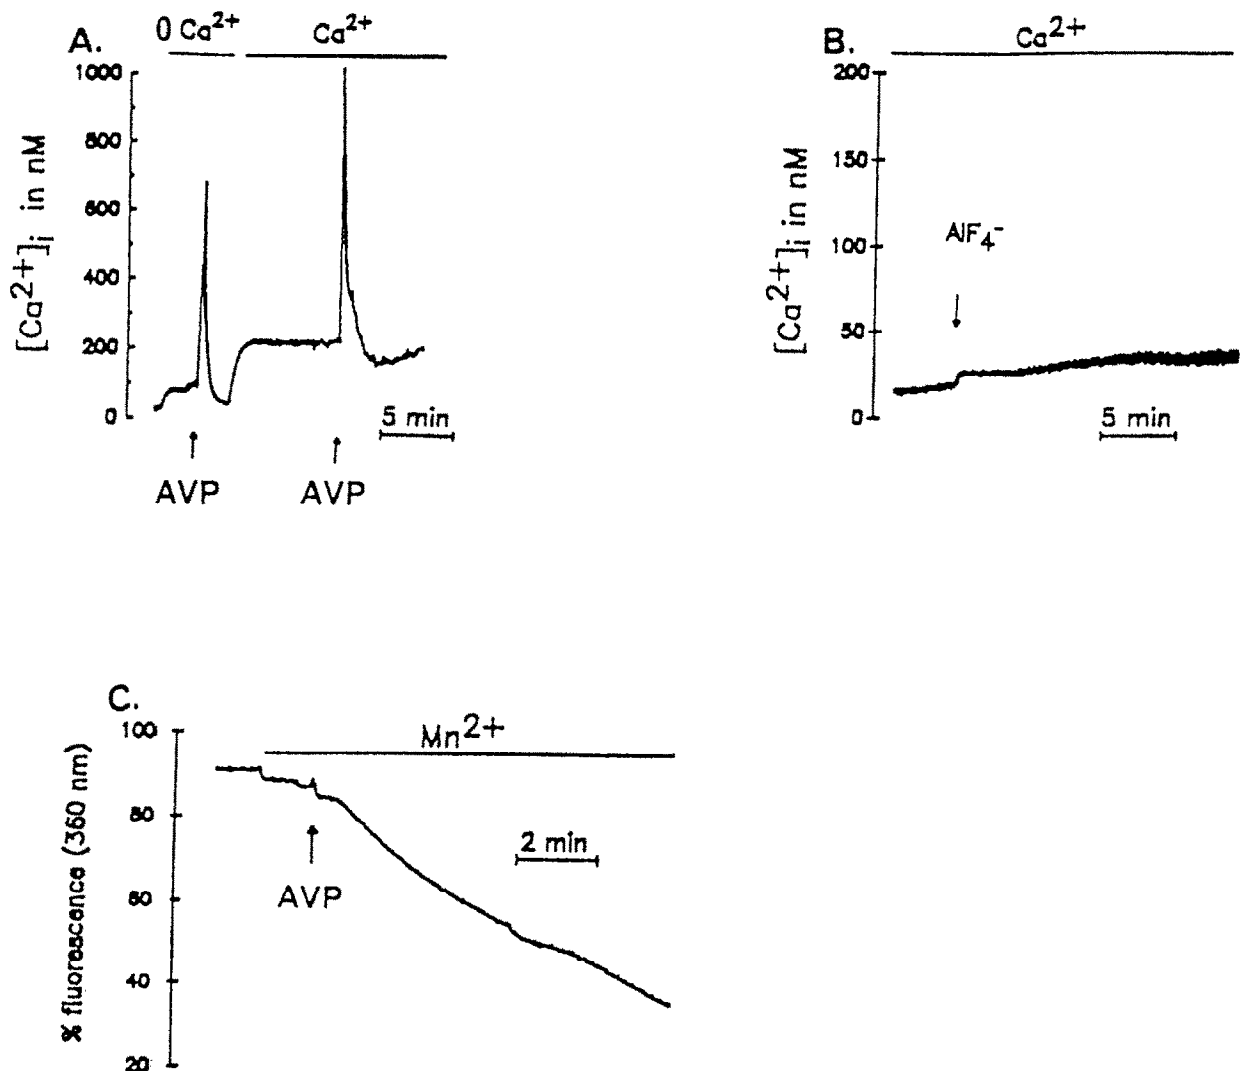 A.
0 Ca²⁺
Ca²⁺
[Ca²⁺]i in nM
1000
800
600
400
200
0
5 min
AVP
AVP
B.
Ca²⁺
[Ca²⁺]i in nM
200
150
100
50
0
AlF₄⁻
5 min
C.
Mn²⁺
% fluorescence (360 nm)
100
80
60
40
20
2 min
AVP